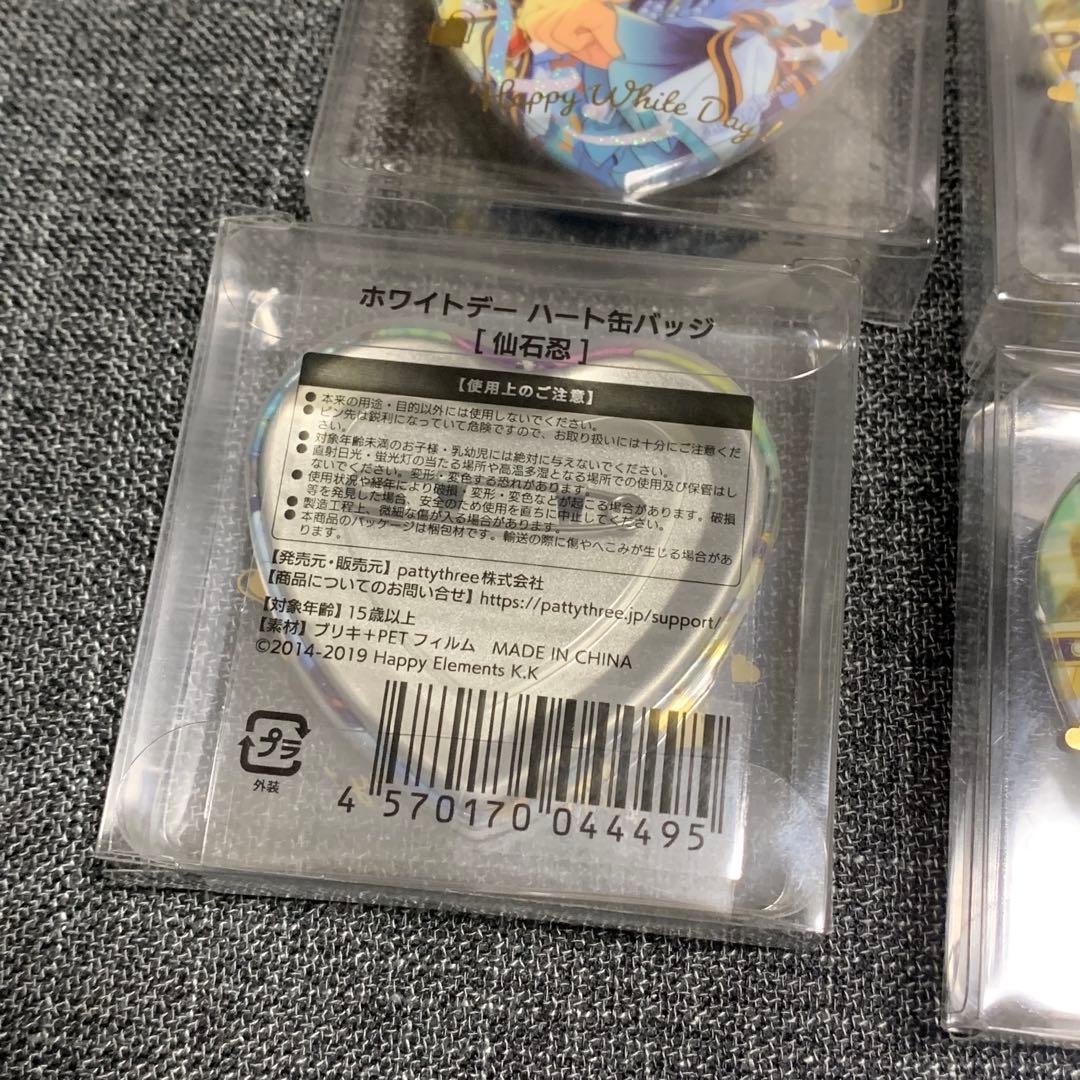 Happy White Day!
ホワイトデー ハート缶バッジ
[ 仙石忍 ]
【使用上のご注意】
● 本来の用途・目的以外には使用しないでください。
● ピン先は鋭利になっていて危険ですので、お取り扱いには十分にご注意くだ
さい。
● 対象年齢未満のお子様・乳幼児には絶対に与えないでください。
● 直射日光・蛍光灯の当たる場所や高温多湿となる場所での使用及び保管はし
ないでください。変形・変色する恐れがあります。
● 使用状況や経年により破損・変形・変色などが起こる場合があります。破損
等を発見した場合、安全のため使用を直ちに中止してください。
● 製造工程上、微細な傷が入る場合があります。
● 本商品のパッケージは梱包材です。輸送の際に傷やへこみが生じる場合があ
ります。
【発売元・販売元】pattythree株式会社
【商品についてのお問い合せ】https://pattythree.jp/support/
【対象年齢】15歳以上
【素材】ブリキ+PET フィルム MADE IN CHINA
©2014-2019 Happy Elements K.K
プラ
外装
4 570170 044495